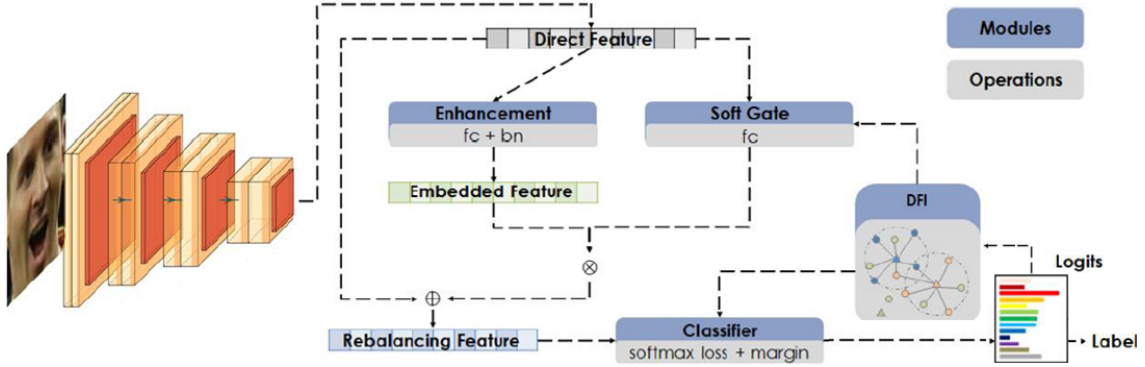 Direct Feature
Modules
Operations
Enhancement
fc + bn
Soft Gate
fc
Embedded Feature
DFI
Logits
Rebalancing Feature
Classifier
softmax loss + margin
Label